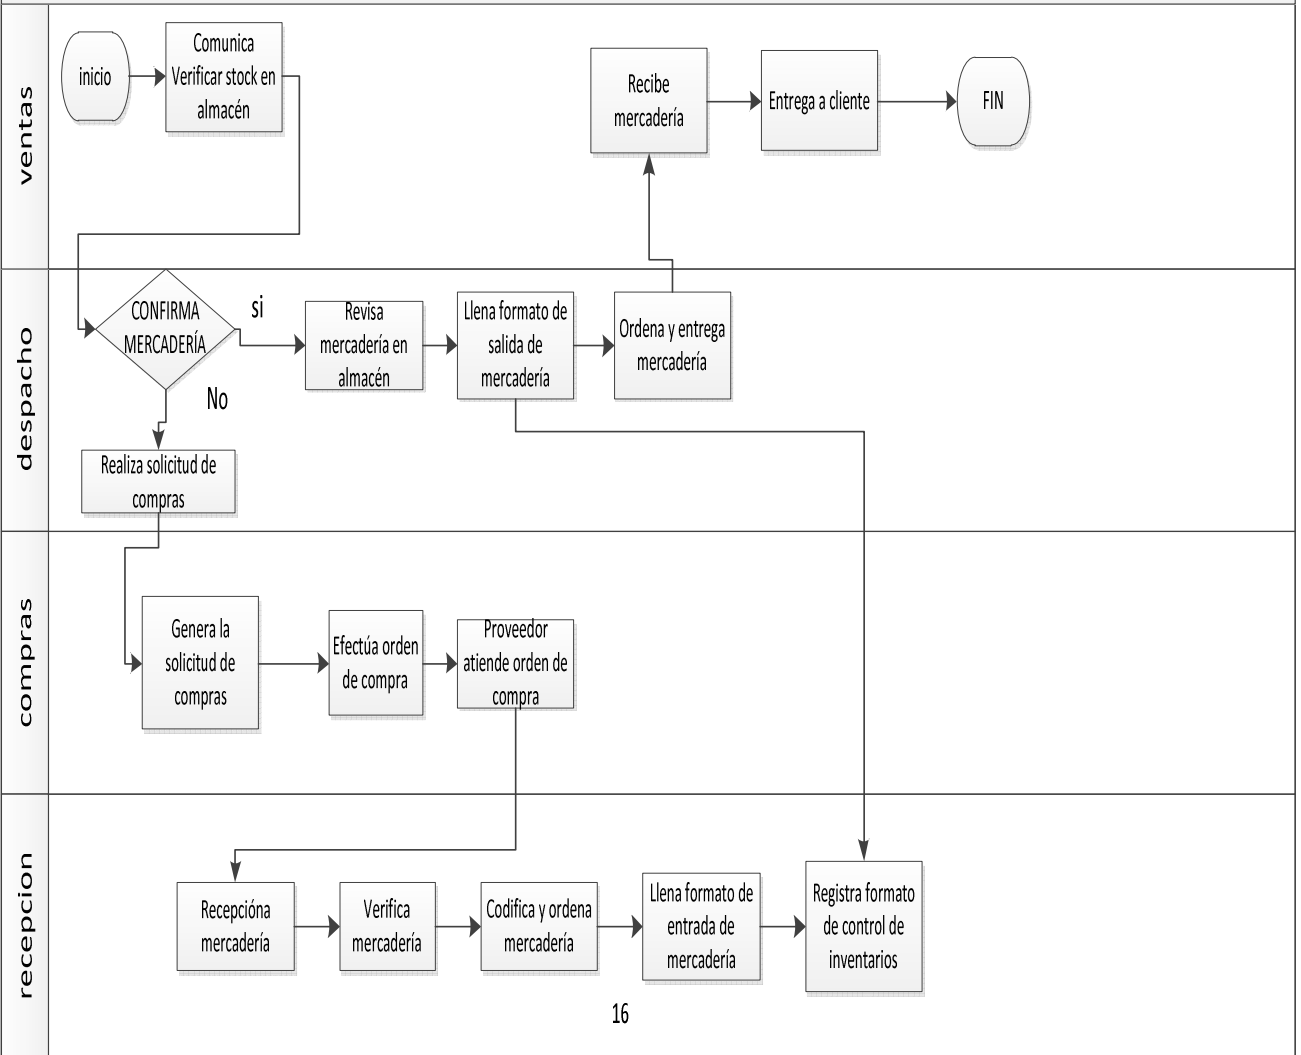 ventas
inicio
Comunica
Verificar stock en
almacén
Recibe
mercadería
Entrega a cliente
FIN
despacho
CONFIRMA
MERCADERÍA
si
No
Revisa
mercadería en
almacén
Llena formato de
salida de
mercadería
Ordena y entrega
mercadería
Realiza solicitud de
compras
compras
Genera la
solicitud de
compras
Efectúa orden
de compra
Proveedor
atiende orden de
compra
recepcion
Recepcióna
mercadería
Verifica
mercadería
Codifica y ordena
mercadería
Llena formato de
entrada de
mercadería
Registra formato
de control de
inventarios
16